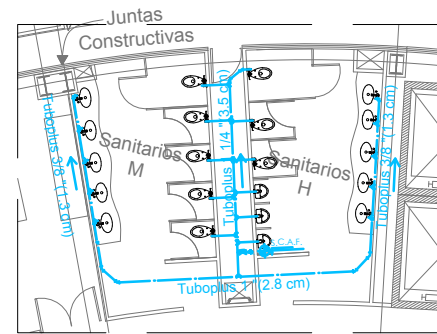 Juntas
Constructivas
Sanitarios
M
Sanitarios
H
Tuboplus 3/8 "(1.3 cm)
Tuboplus 1/4 "(3.5 cm)
Tuboplus 3/8 "(1.3 cm)
C.A.F.
Tuboplus 1" (2.8 cm)